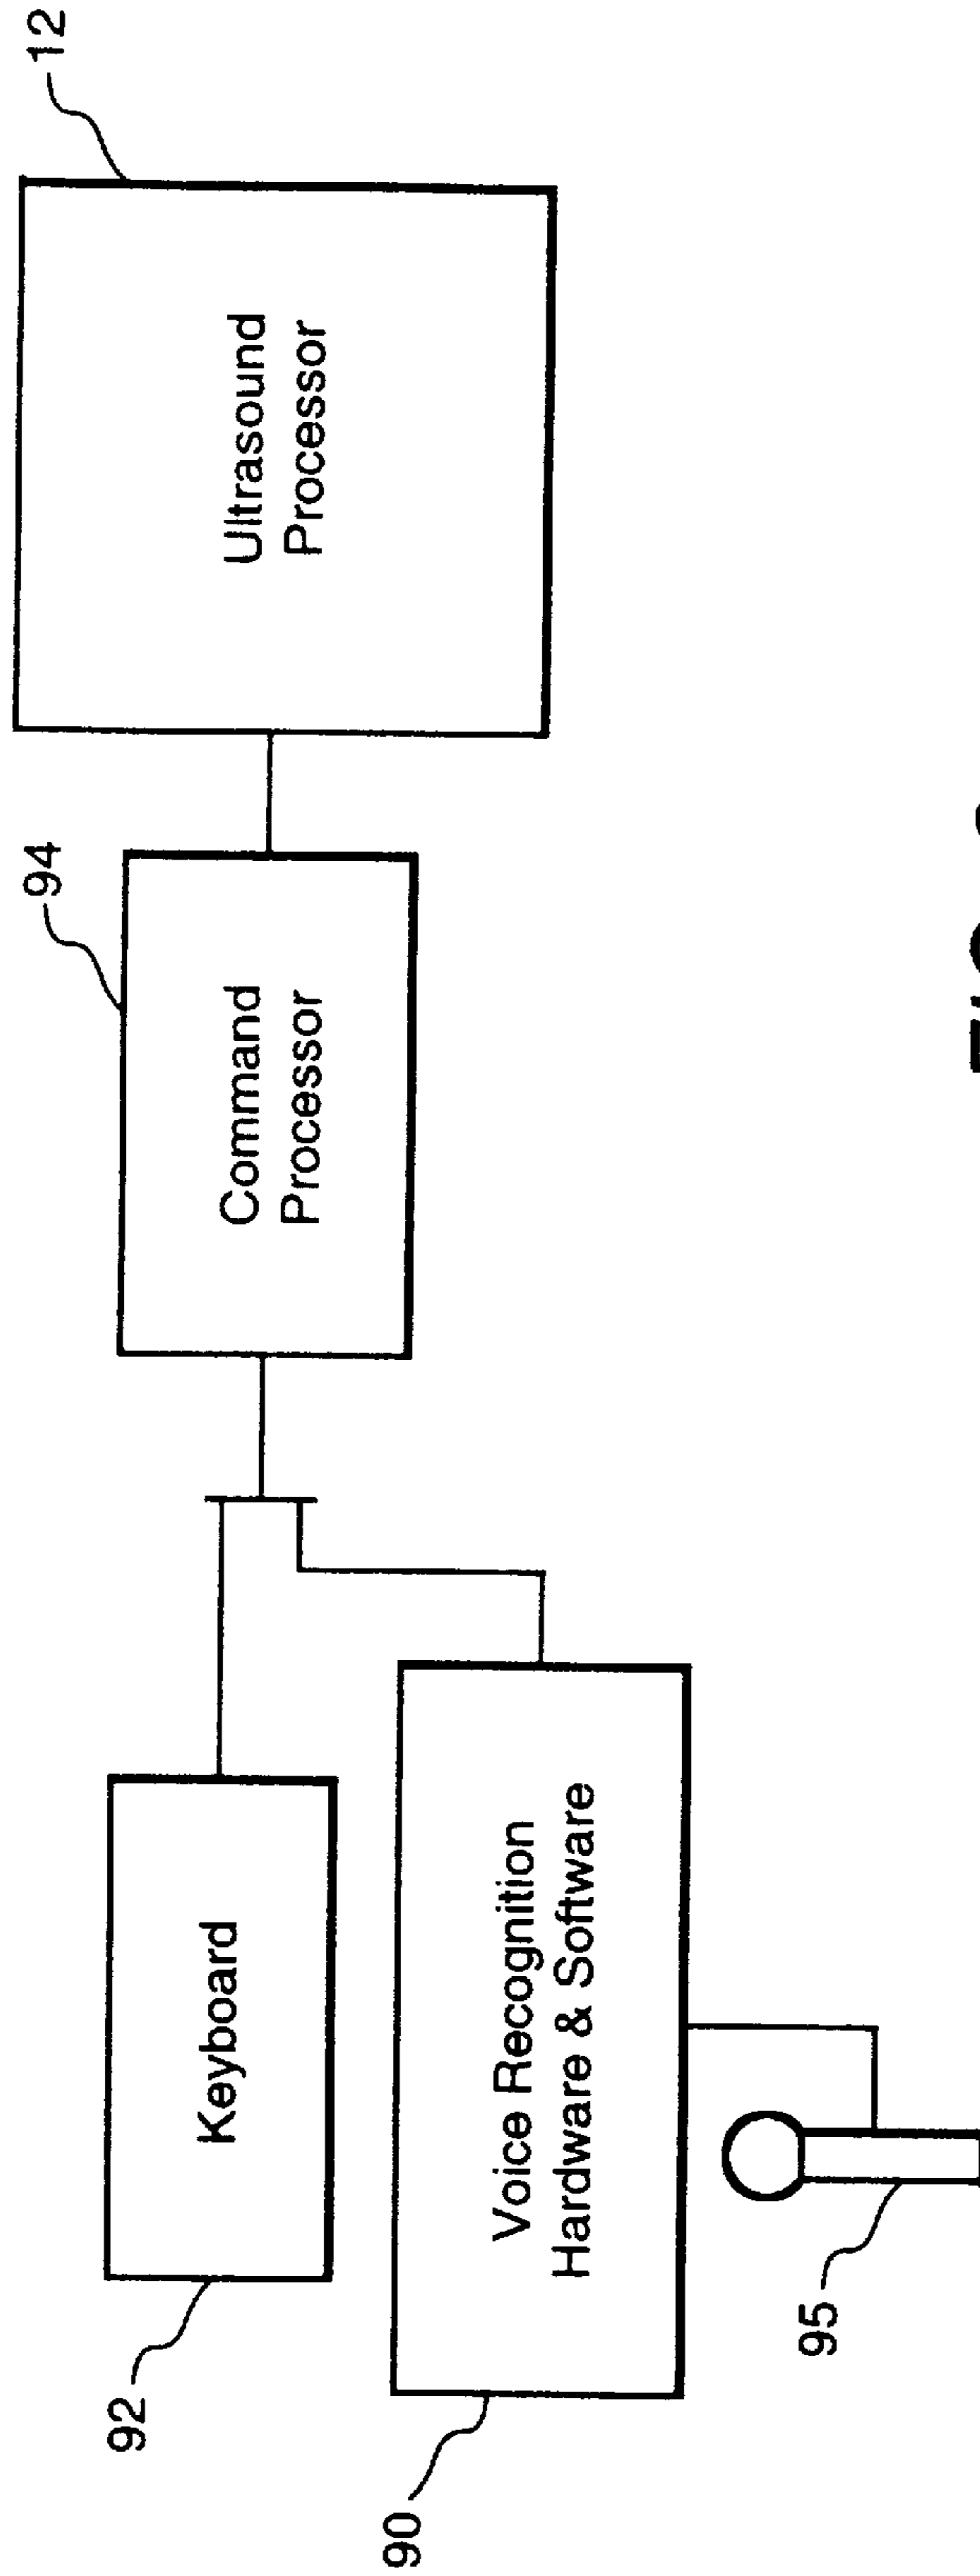 12
Ultrasound
Processor
94
Command
Processor
Keyboard
92
Voice Recognition
Hardware & Software
90
95